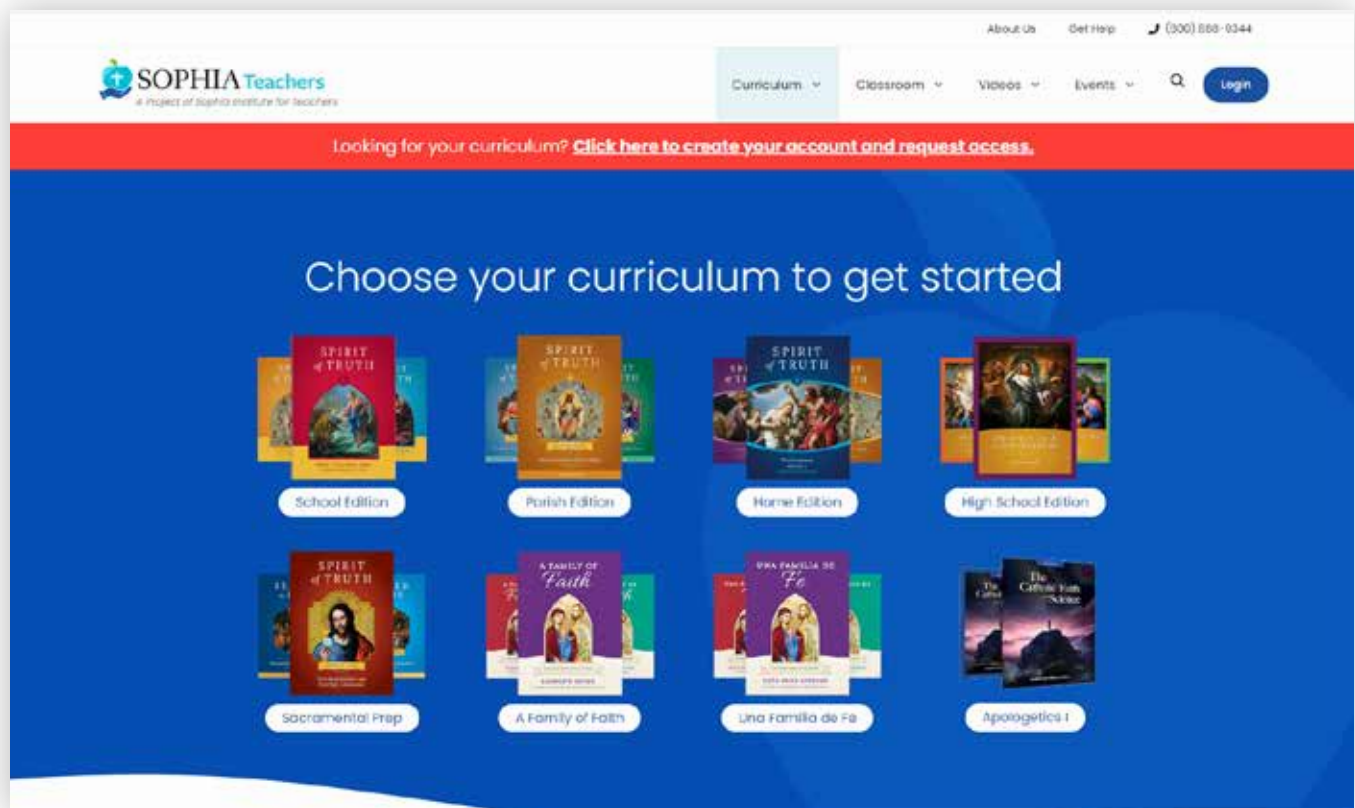 About Us Get Help (800) 888-9344
SOPHIA Teachers
A Project of Sophia Institute for Teachers
Curriculum Classroom Videos Events Login
Looking for your curriculum? Click here to create your account and request access.
Choose your curriculum to get started
SPIRIT
of TRUTH
SPIRIT
of TRUTH
SPIRIT
of TRUTH
School Edition
Parish Edition
Home Edition
High School Edition
SPIRIT
of TRUTH
A FAMILY OF
Faith
UNA FAMILIA DE
Fe
The
Catholic Faith
Science
Sacramental Prep
A Family of Faith
Una Familia de Fe
Apologetics I